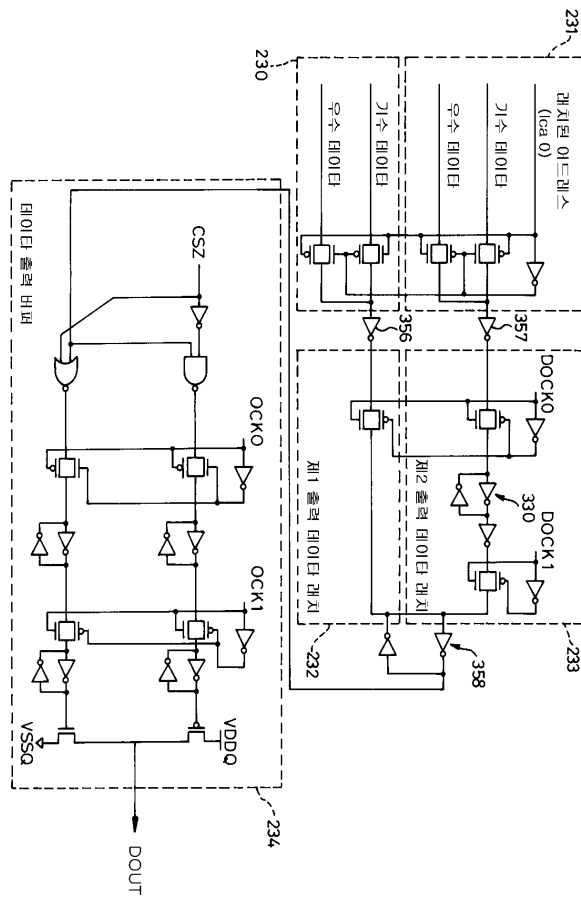 231
230
래치된 어드레스
(lca 0)
기수 데이타
우수 데이타
기수 데이타
우수 데이타
357
356
DOCK0
330
DOCK1
제2 출력 데이타 래치
제1 출력 데이타 래치
233
232
358
데이타 출력 버퍼
CSZ
OCK0
OCK1
VDDQ
VSSQ
234
DOUT